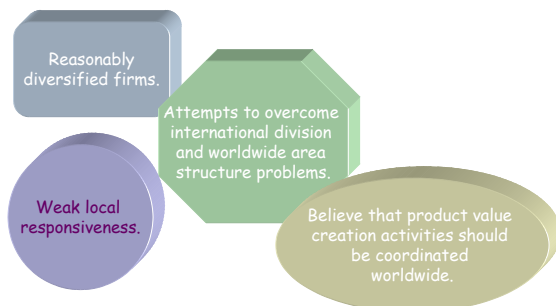 Reasonably
diversified firms.
Attempts to overcome
international division
and worldwide area
structure problems.
Weak local
responsiveness.
Believe that product value
creation activities should
be coordinated
worldwide.